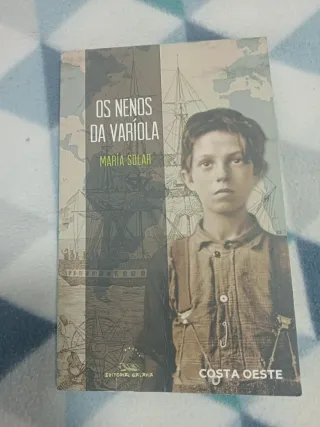 OS NENOS
DA VARÍOLA
MARÍA SOLAR
EDITORIAL GALAXIA
COSTA OESTE